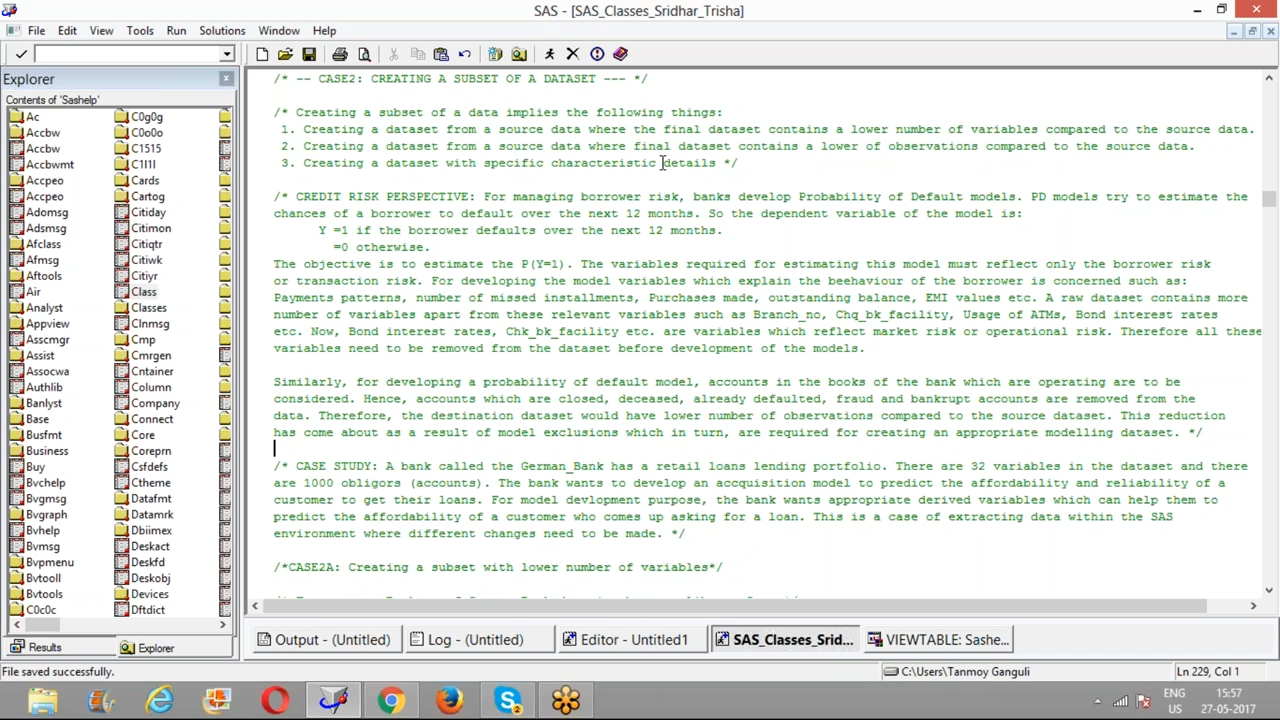 SAS - [SAS_Classes_Sridhar_Trisha]
File Edit View Tools Run Solutions Window Help
Explorer
Contents of 'Sashelp'
Ac C0g0g
Accbw C0o0o
Accbw C1515
Accbwmt C1l1l
Accpeo Cards
Accpeo Cartog
Adomsg Citiday
Adsmsg Citimon
Afclass Citiqtr
Afmsg Citiwk
Aftools Citiyr
Air Class
Analyst Classes
Appview Clnmsg
Asscmgr Cmp
Assist Cmrgen
Assocwa Cntainer
Authlib Column
Banlyst Company
Base Connect
Busfmt Core
Business Coreprn
Buy Csfdefs
Bvchelp Ctheme
Bvgmsg Datafmt
Bvgraph Datamrk
Bvhelp Dbiimex
Bvmsg Deskact
Bvpmenu Deskfd
Bvtooll Deskobj
Bvtools Devices
C0c0c Dftdict
Results Explorer
/* -- CASE2: CREATING A SUBSET OF A DATASET --- */
/* Creating a subset of a data implies the following things:
1. Creating a dataset from a source data where the final dataset contains a lower number of variables compared to the source data.
2. Creating a dataset from a source data where final dataset contains a lower of observations compared to the source data.
3. Creating a dataset with specific characteristic details */
/* CREDIT RISK PERSPECTIVE: For managing borrower risk, banks develop Probability of Default models. PD models try to estimate the
chances of a borrower to default over the next 12 months. So the dependent variable of the model is:
Y =1 if the borrower defaults over the next 12 months.
=0 otherwise.
The objective is to estimate the P(Y=1). The variables required for estimating this model must reflect only the borrower risk
or transaction risk. For developing the model variables which explain the beehaviour of the borrower is concerned such as:
Payments patterns, number of missed installments, Purchases made, outstanding balance, EMI values etc. A raw dataset contains more
number of variables apart from these relevant variables such as Branch_no, Chq_bk_facility, Usage of ATMs, Bond interest rates
etc. Now, Bond interest rates, Chk_bk_facility etc. are variables which reflect market risk or operational risk. Therefore all these
variables need to be removed from the dataset before development of the models.
Similarly, for developing a probability of default model, accounts in the books of the bank which are operating are to be
considered. Hence, accounts which are closed, deceased, already defaulted, fraud and bankrupt accounts are removed from the
data. Therefore, the destination dataset would have lower number of observations compared to the source dataset. This reduction
has come about as a result of model exclusions which in turn, are required for creating an appropriate modelling dataset. */
/* CASE STUDY: A bank called the German_Bank has a retail loans lending portfolio. There are 32 variables in the dataset and there
are 1000 obligors (accounts). The bank wants to develop an accquisition model to predict the affordability and reliability of a
customer to get their loans. For model devlopment purpose, the bank wants appropriate derived variables which can help them to
predict the affordability of a customer who comes up asking for a loan. This is a case of extracting data within the SAS
environment where different changes need to be made. */
/*CASE2A: Creating a subset with lower number of variables*/
Output - (Untitled) Log - (Untitled) Editor - Untitled1 SAS_Classes_Srid... VIEWTABLE: Sashe...
File saved successfully. C:\Users\Tanmoy Ganguli Ln 229, Col 1
ENG 15:57
US 27-05-2017